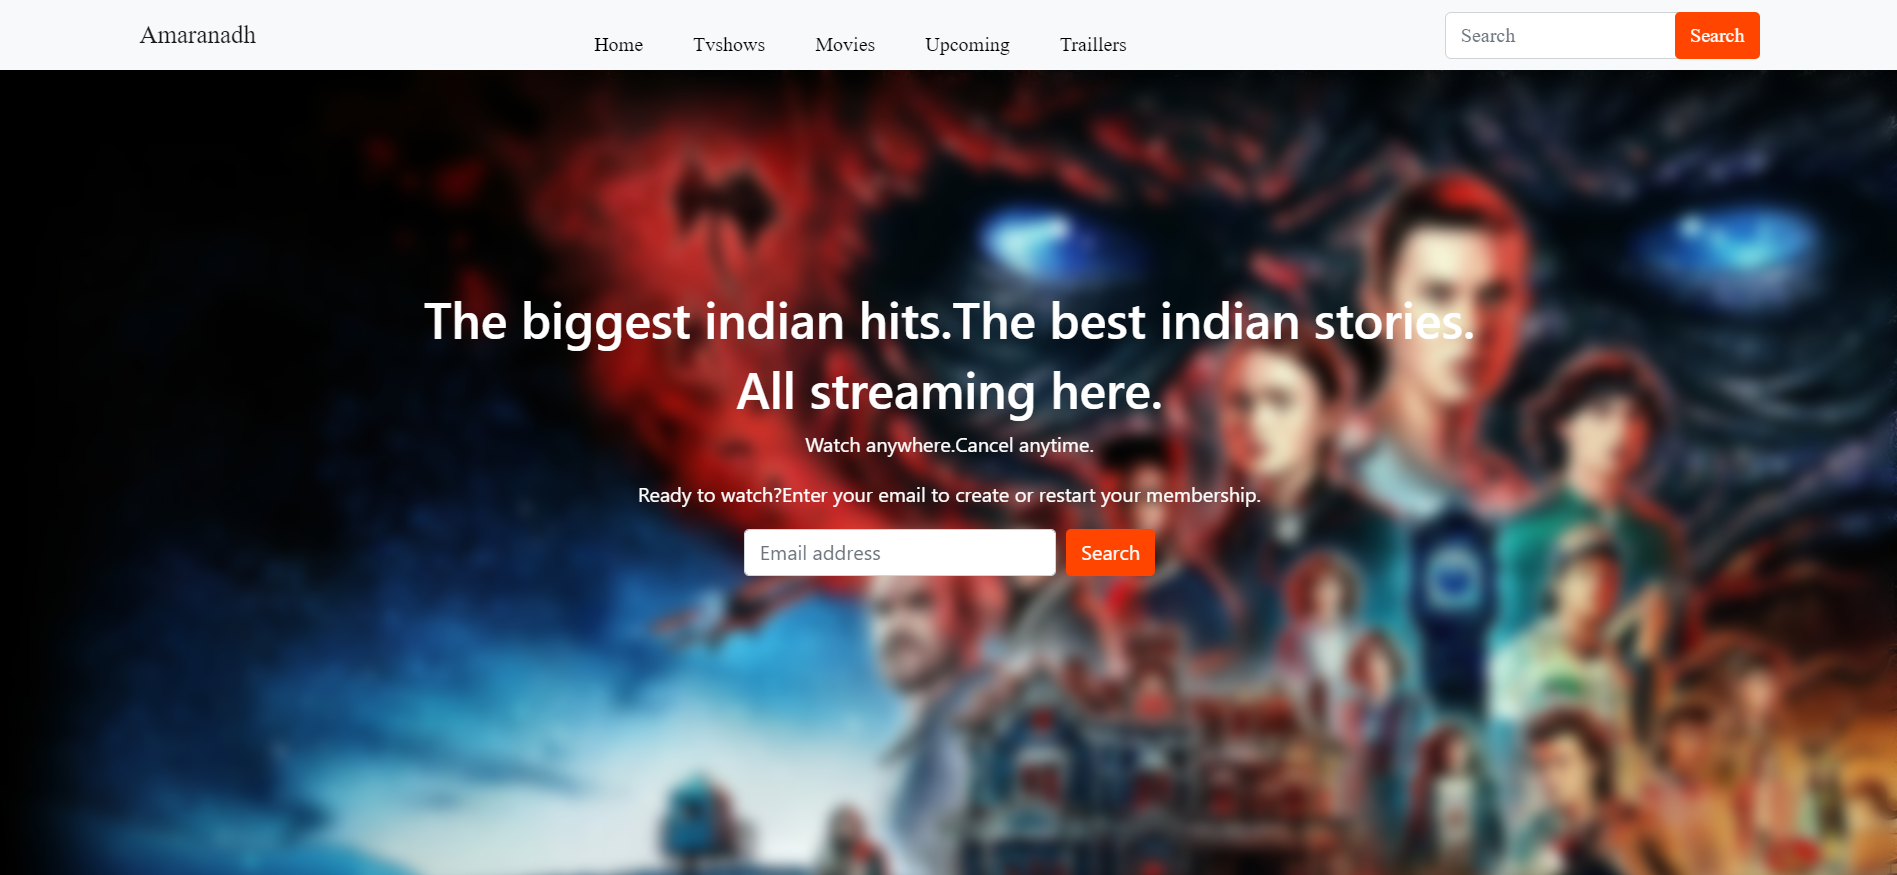 Amaranadh
Home Tvshows Movies Upcoming Traillers
Search Search
The biggest indian hits.The best indian stories.
All streaming here.
Watch anywhere.Cancel anytime.
Ready to watch?Enter your email to create or restart your membership.
Email address Search